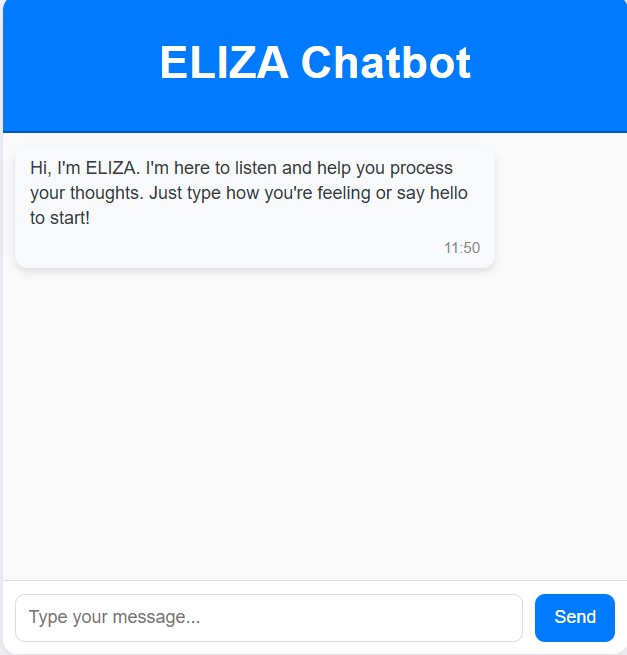 ELIZA Chatbot
Hi, I'm ELIZA. I'm here to listen and help you process
your thoughts. Just type how you're feeling or say hello
to start!
11:50
Type your message...
Send